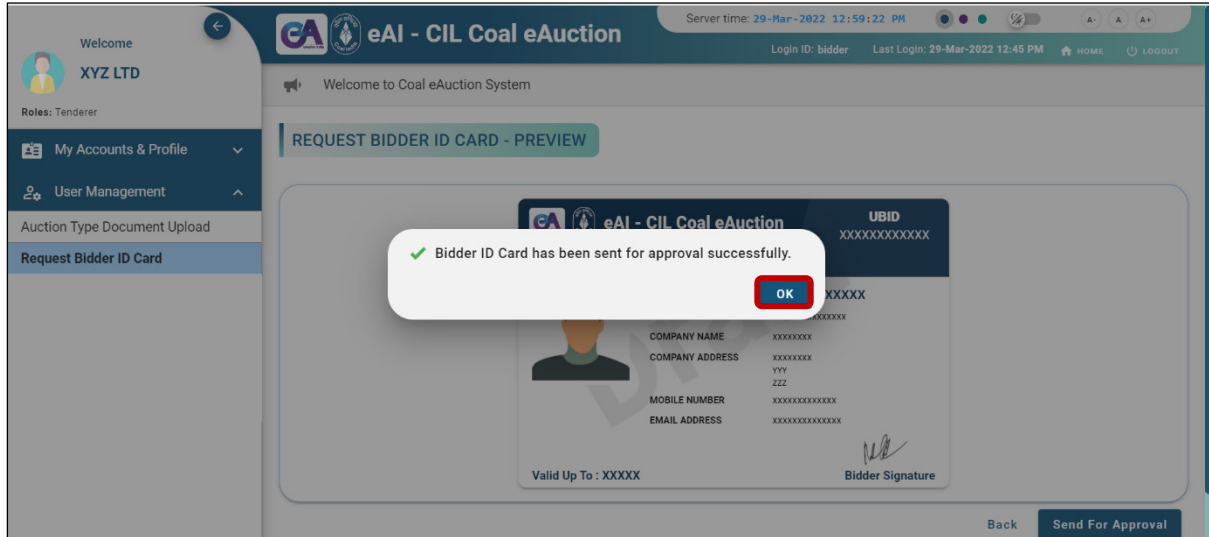 Welcome
XYZ LTD
Roles: Tenderer
My Accounts & Profile
User Management
Auction Type Document Upload
Request Bidder ID Card
eAI - CIL Coal eAuction
Server time: 29-Mar-2022 12:59:22 PM
A- A A+
Login ID: bidder Last Login: 29-Mar-2022 12:45 PM HOME LOGOUT
Welcome to Coal eAuction System
REQUEST BIDDER ID CARD - PREVIEW
eAI - CIL Coal eAuction
UBID
XXXXXXXXXXXX
Bidder ID Card has been sent for approval successfully.
OK
XXXXX
COMPANY NAME xxxxxxxx
COMPANY ADDRESS xxxxxxxx
YYY
ZZZ
MOBILE NUMBER xxxxxxxxxxxxx
EMAIL ADDRESS xxxxxxxxxxxxxx
Valid Up To : XXXXX
Bidder Signature
Back
Send For Approval